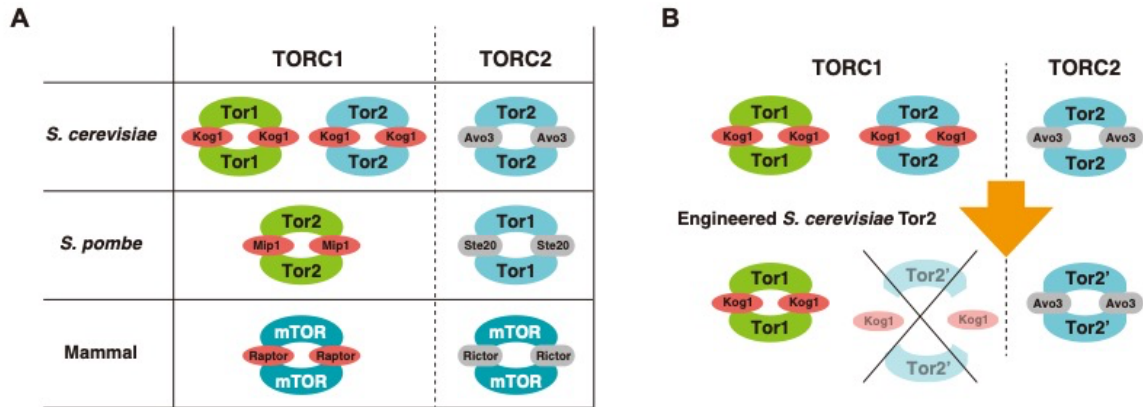 A
TORC1 TORC2
S. cerevisiae
Tor1 Tor2 Tor2
Kog1 Kog1 Kog1 Kog1 Avo3 Avo3
Tor1 Tor2 Tor2
S. pombe
Tor2 Tor1
Mip1 Mip1 Ste20 Ste20
Tor2 Tor1
Mammal
mTOR mTOR
Raptor Raptor Rictor Rictor
mTOR mTOR
B
TORC1 TORC2
Tor1 Tor2 Tor2
Kog1 Kog1 Kog1 Kog1 Avo3 Avo3
Tor1 Tor2 Tor2
Engineered S. cerevisiae Tor2
Tor1 Tor2' Tor2'
Kog1 Kog1 Kog1 Kog1 Avo3 Avo3
Tor1 Tor2' Tor2'